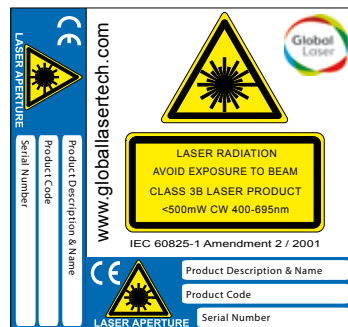 CE
LASER APERTURE
Serial Number
Product Code
Product Description & Name
www.globallasertech.com
Global
Laser
LASER RADIATION
AVOID EXPOSURE TO BEAM
CLASS 3B LASER PRODUCT
<500mW CW 400-695nm
IEC 60825-1 Amendment 2 / 2001
CE
LASER APERTURE
Product Description & Name
Product Code
Serial Number